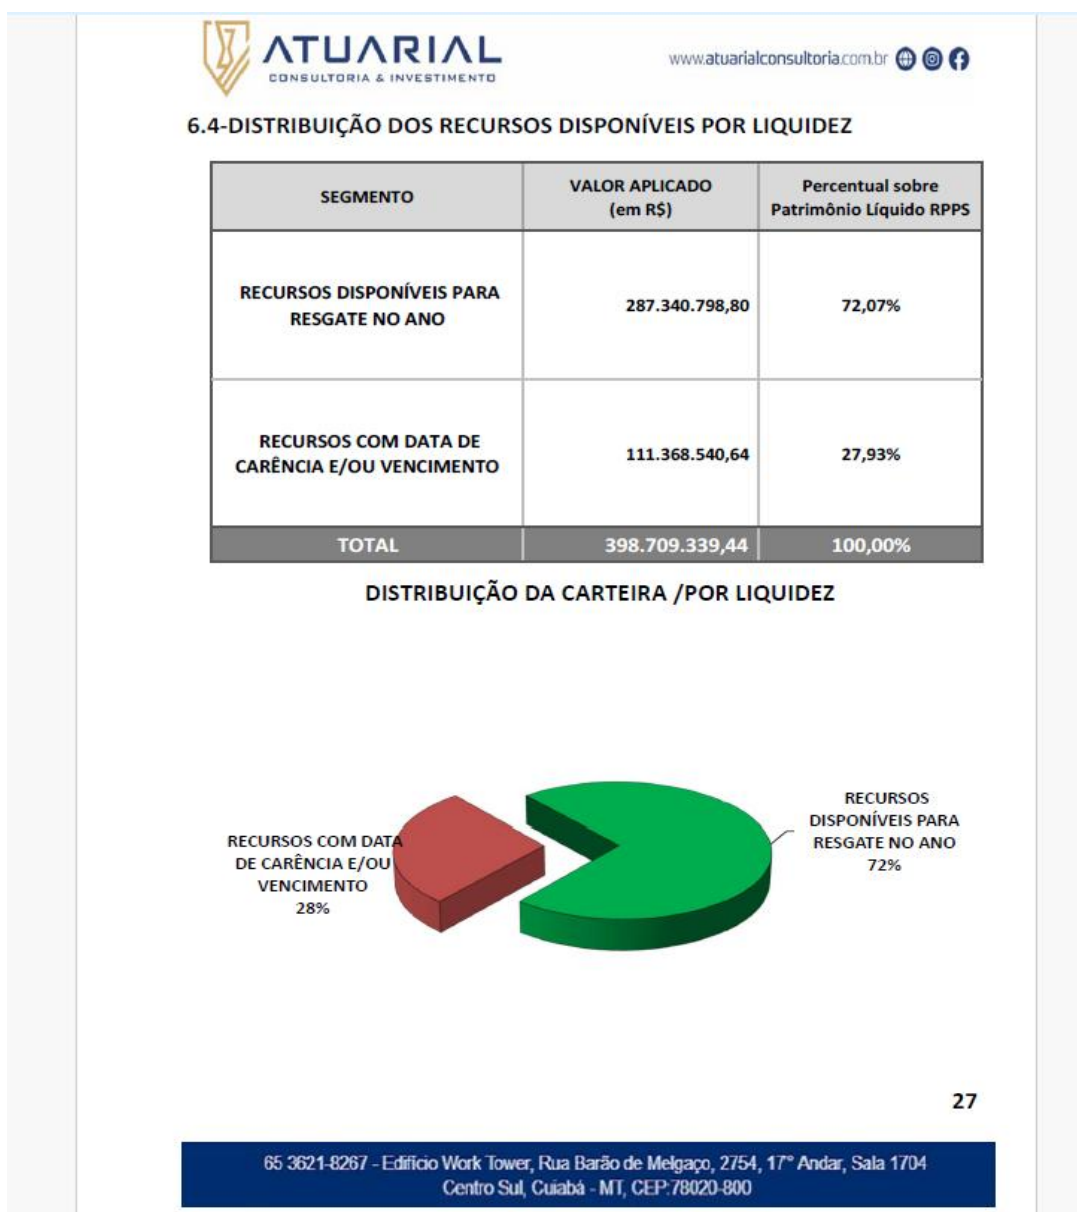 ATUARIAL
CONSULTORIA & INVESTIMENTO
www.atuarialconsultoria.com.br
6.4-DISTRIBUIÇÃO DOS RECURSOS DISPONÍVEIS POR LIQUIDEZ
SEGMENTO
VALOR APLICADO
(em R$)
Percentual sobre
Patrimônio Líquido RPPS
RECURSOS DISPONÍVEIS PARA
RESGATE NO ANO
287.340.798,80
72,07%
RECURSOS COM DATA DE
CARÊNCIA E/OU VENCIMENTO
111.368.540,64
27,93%
TOTAL
398.709.339,44
100,00%
DISTRIBUIÇÃO DA CARTEIRA /POR LIQUIDEZ
RECURSOS COM DATA
DE CARÊNCIA E/OU
VENCIMENTO
28%
RECURSOS
DISPONÍVEIS PARA
RESGATE NO ANO
72%
27
65 3621-8267 - Edifício Work Tower, Rua Barão de Melgaço, 2754, 17° Andar, Sala 1704
Centro Sul, Cuiabá - MT, CEP:78020-800